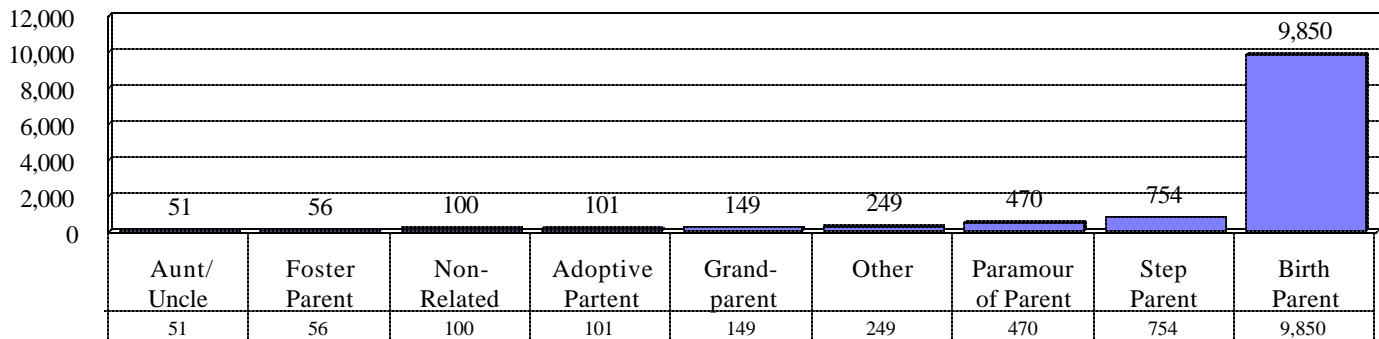 12,000
10,000
8,000
6,000
4,000
2,000
0
51 56 100 101 149 249 470 754 9,850
Aunt/ Foster Non- Adoptive Grand- Other Paramour Step Birth
Uncle Parent Related Partent parent of Parent Parent Parent
51 56 100 101 149 249 470 754 9,850